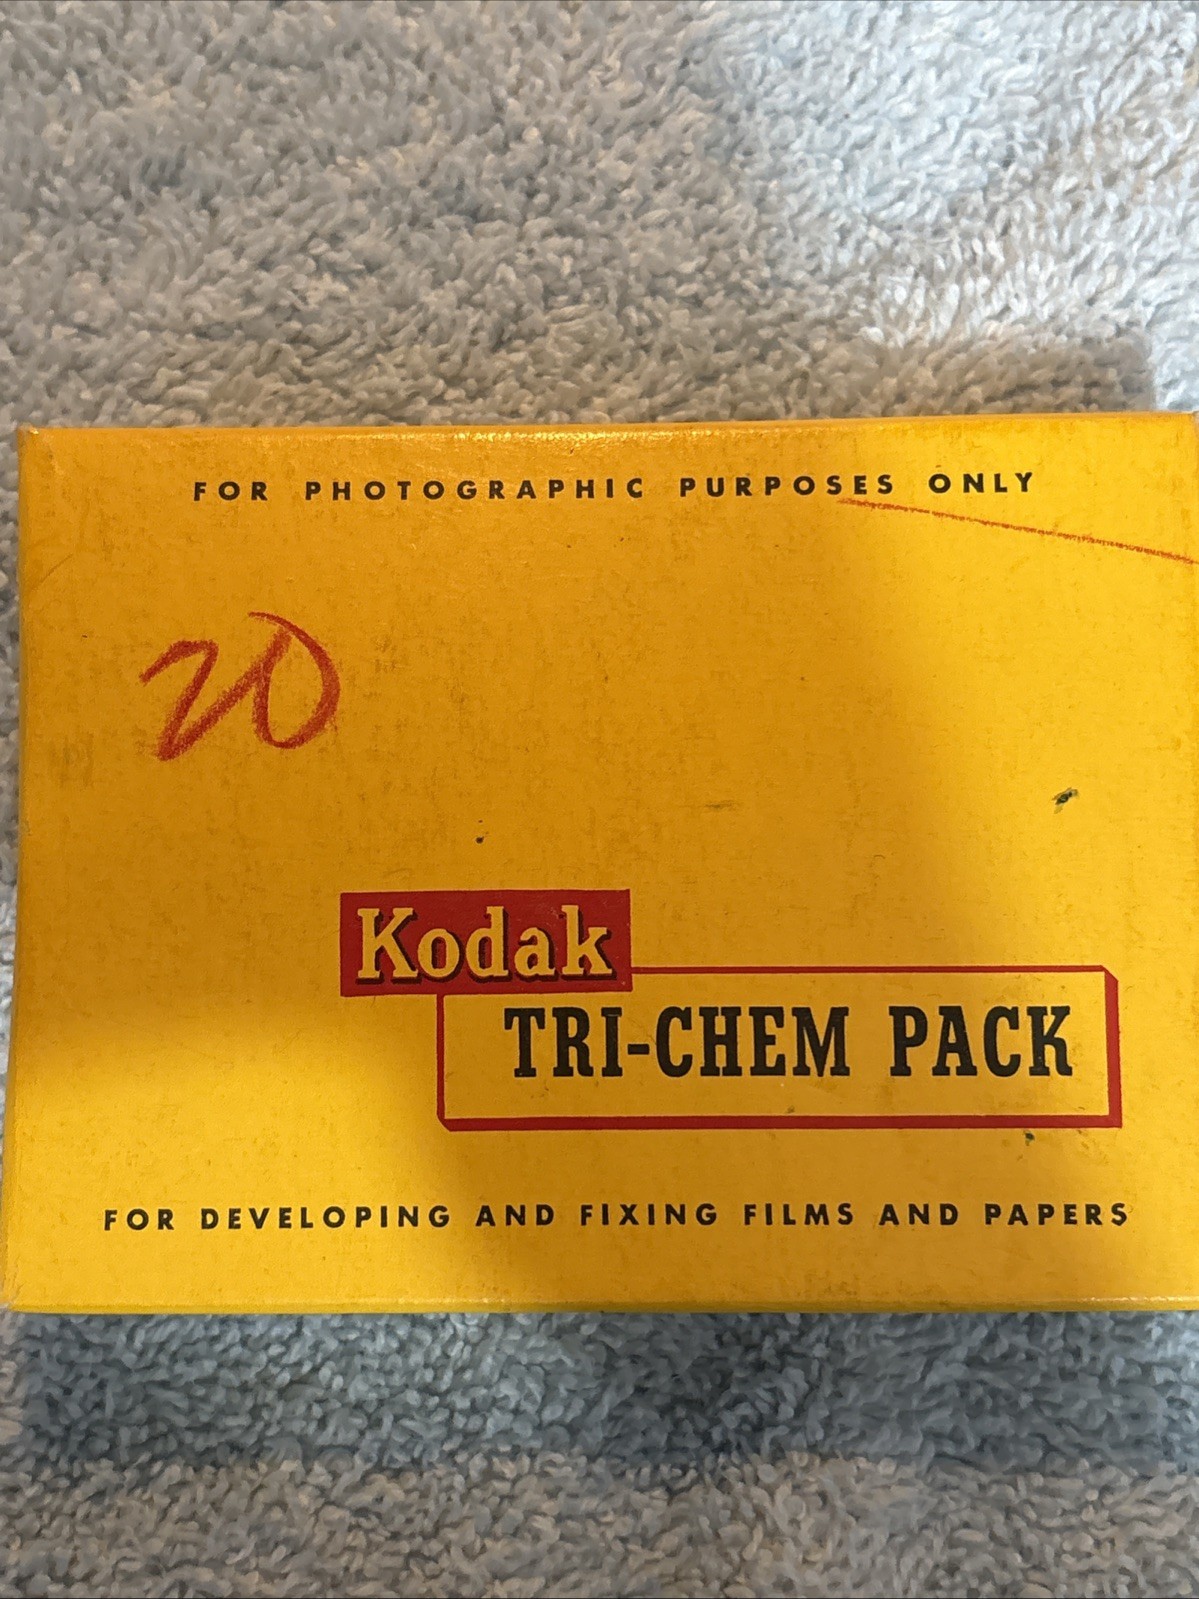 FOR PHOTOGRAPHIC PURPOSES ONLY
20
Kodak
TRI-CHEM PACK
FOR DEVELOPING AND FIXING FILMS AND PAPERS